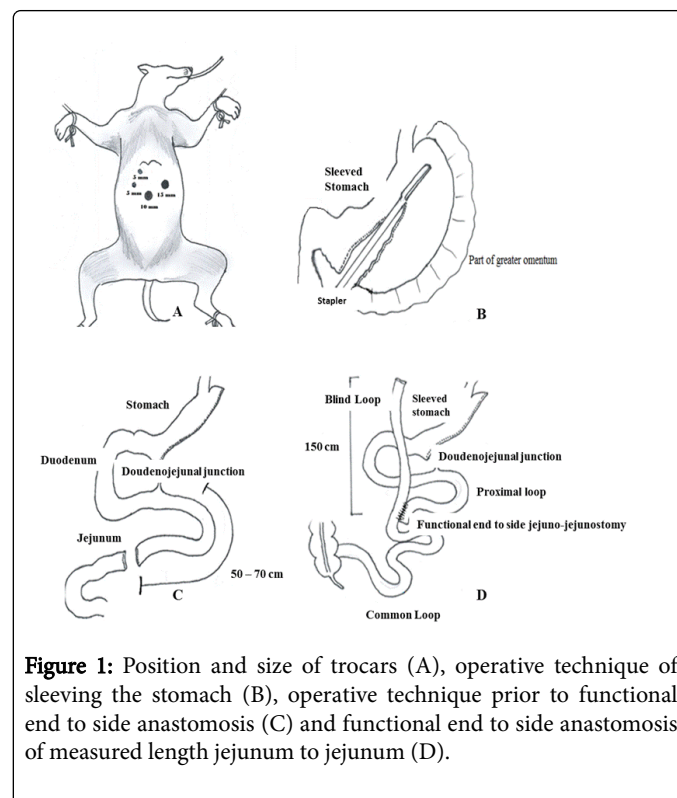 5 mm
5 mm 15 mm
10 mm
A
Sleeved
Stomach
Part of greater omentum
Stapler
B
Stomach
Duodenum
Doudenojejunal junction
Jejunum
50 – 70 cm
C
Blind Loop
Sleeved
stomach
150 cm
Doudenojejunal junction
Proximal loop
Functional end to side jejuno-jejunostomy
D
Common Loop
Figure 1: Position and size of trocars (A), operative technique of
sleeving the stomach (B), operative technique prior to functional
end to side anastomosis (C) and functional end to side anastomosis
of measured length jejunum to jejunum (D).